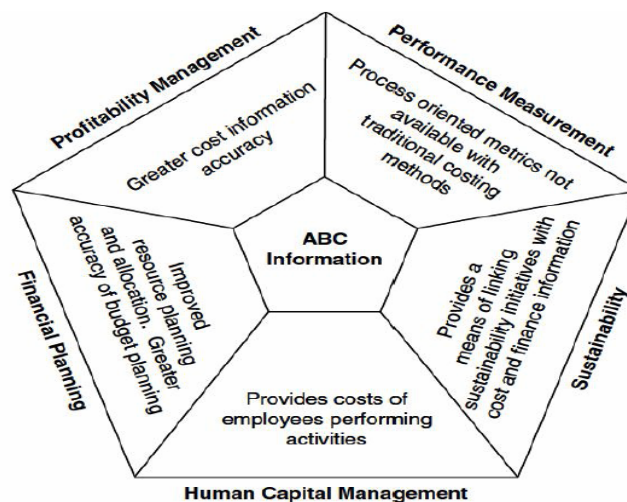 Profitability Management
Performance Measurement
Greater cost information
accuracy
Process oriented metrics not
available with
traditional costing
methods
ABC
Information
Financial Planning
Improved
resource planning
and allocation. Greater
accuracy of budget planning
Provides a
means of linking
sustainability initiatives with
cost and finance information
Sustainability
Provides costs of
employees performing
activities
Human Capital Management